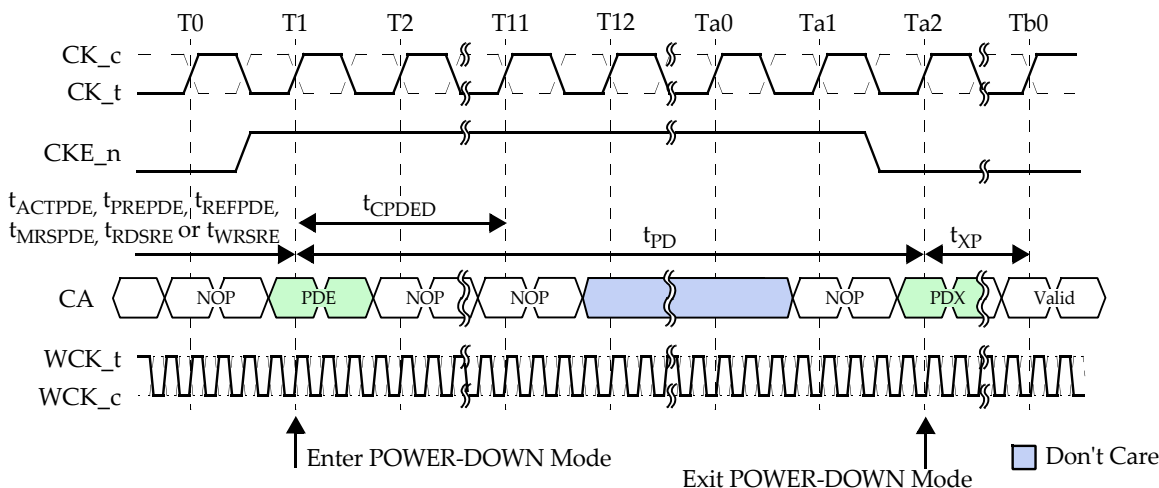 T0 T1 T2 T11 T12 Ta0 Ta1 Ta2 Tb0
CK_c
CK_t
CKE_n
tACTPDE, tPREPDE, tREFPDE,
tMRSPDE, tRDSRE or tWRSRE
tCPDED
tPD
tXP
CA
NOP PDE NOP NOP NOP PDX Valid
WCK_t
WCK_c
Enter POWER-DOWN Mode
Exit POWER-DOWN Mode
Don't Care